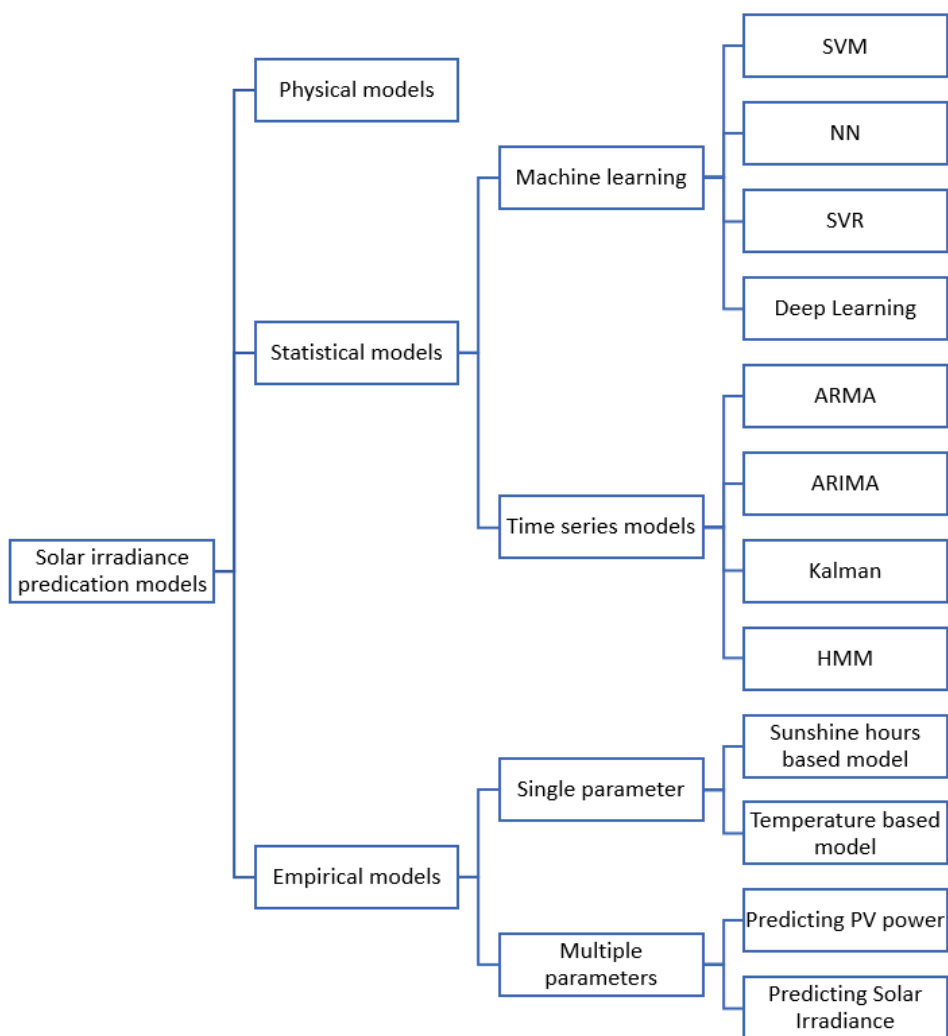 Solar irradiance
predication models
Physical models
Statistical models
Machine learning
SVM
NN
SVR
Deep Learning
Time series models
ARMA
ARIMA
Kalman
HMM
Empirical models
Single parameter
Sunshine hours
based model
Temperature based
model
Multiple
parameters
Predicting PV power
Predicting Solar
Irradiance